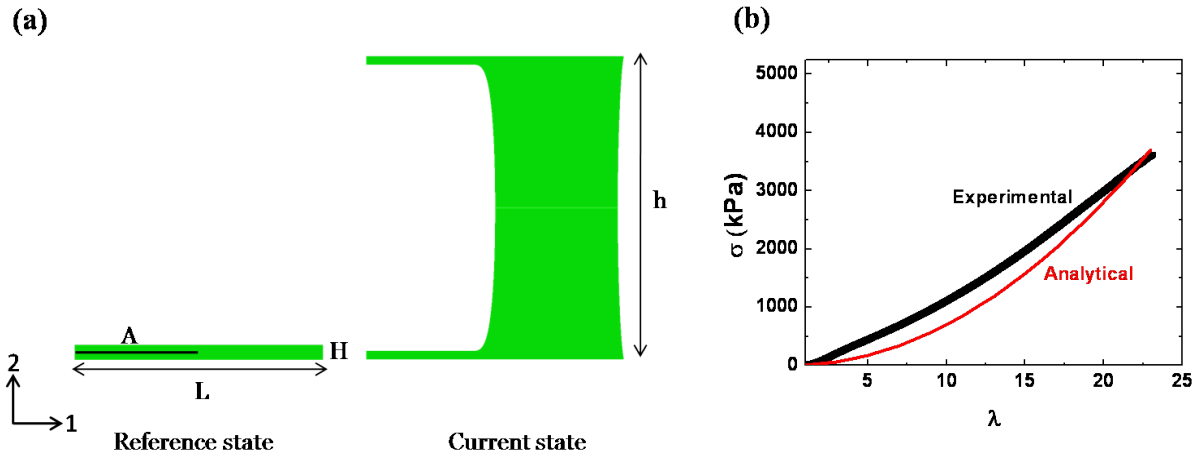 (a)
A
H
L
2
1
Reference state
h
Current state
(b)
5000
4000
3000
2000
1000
0
σ (kPa)
Experimental
Analytical
5
10
15
20
25
λ